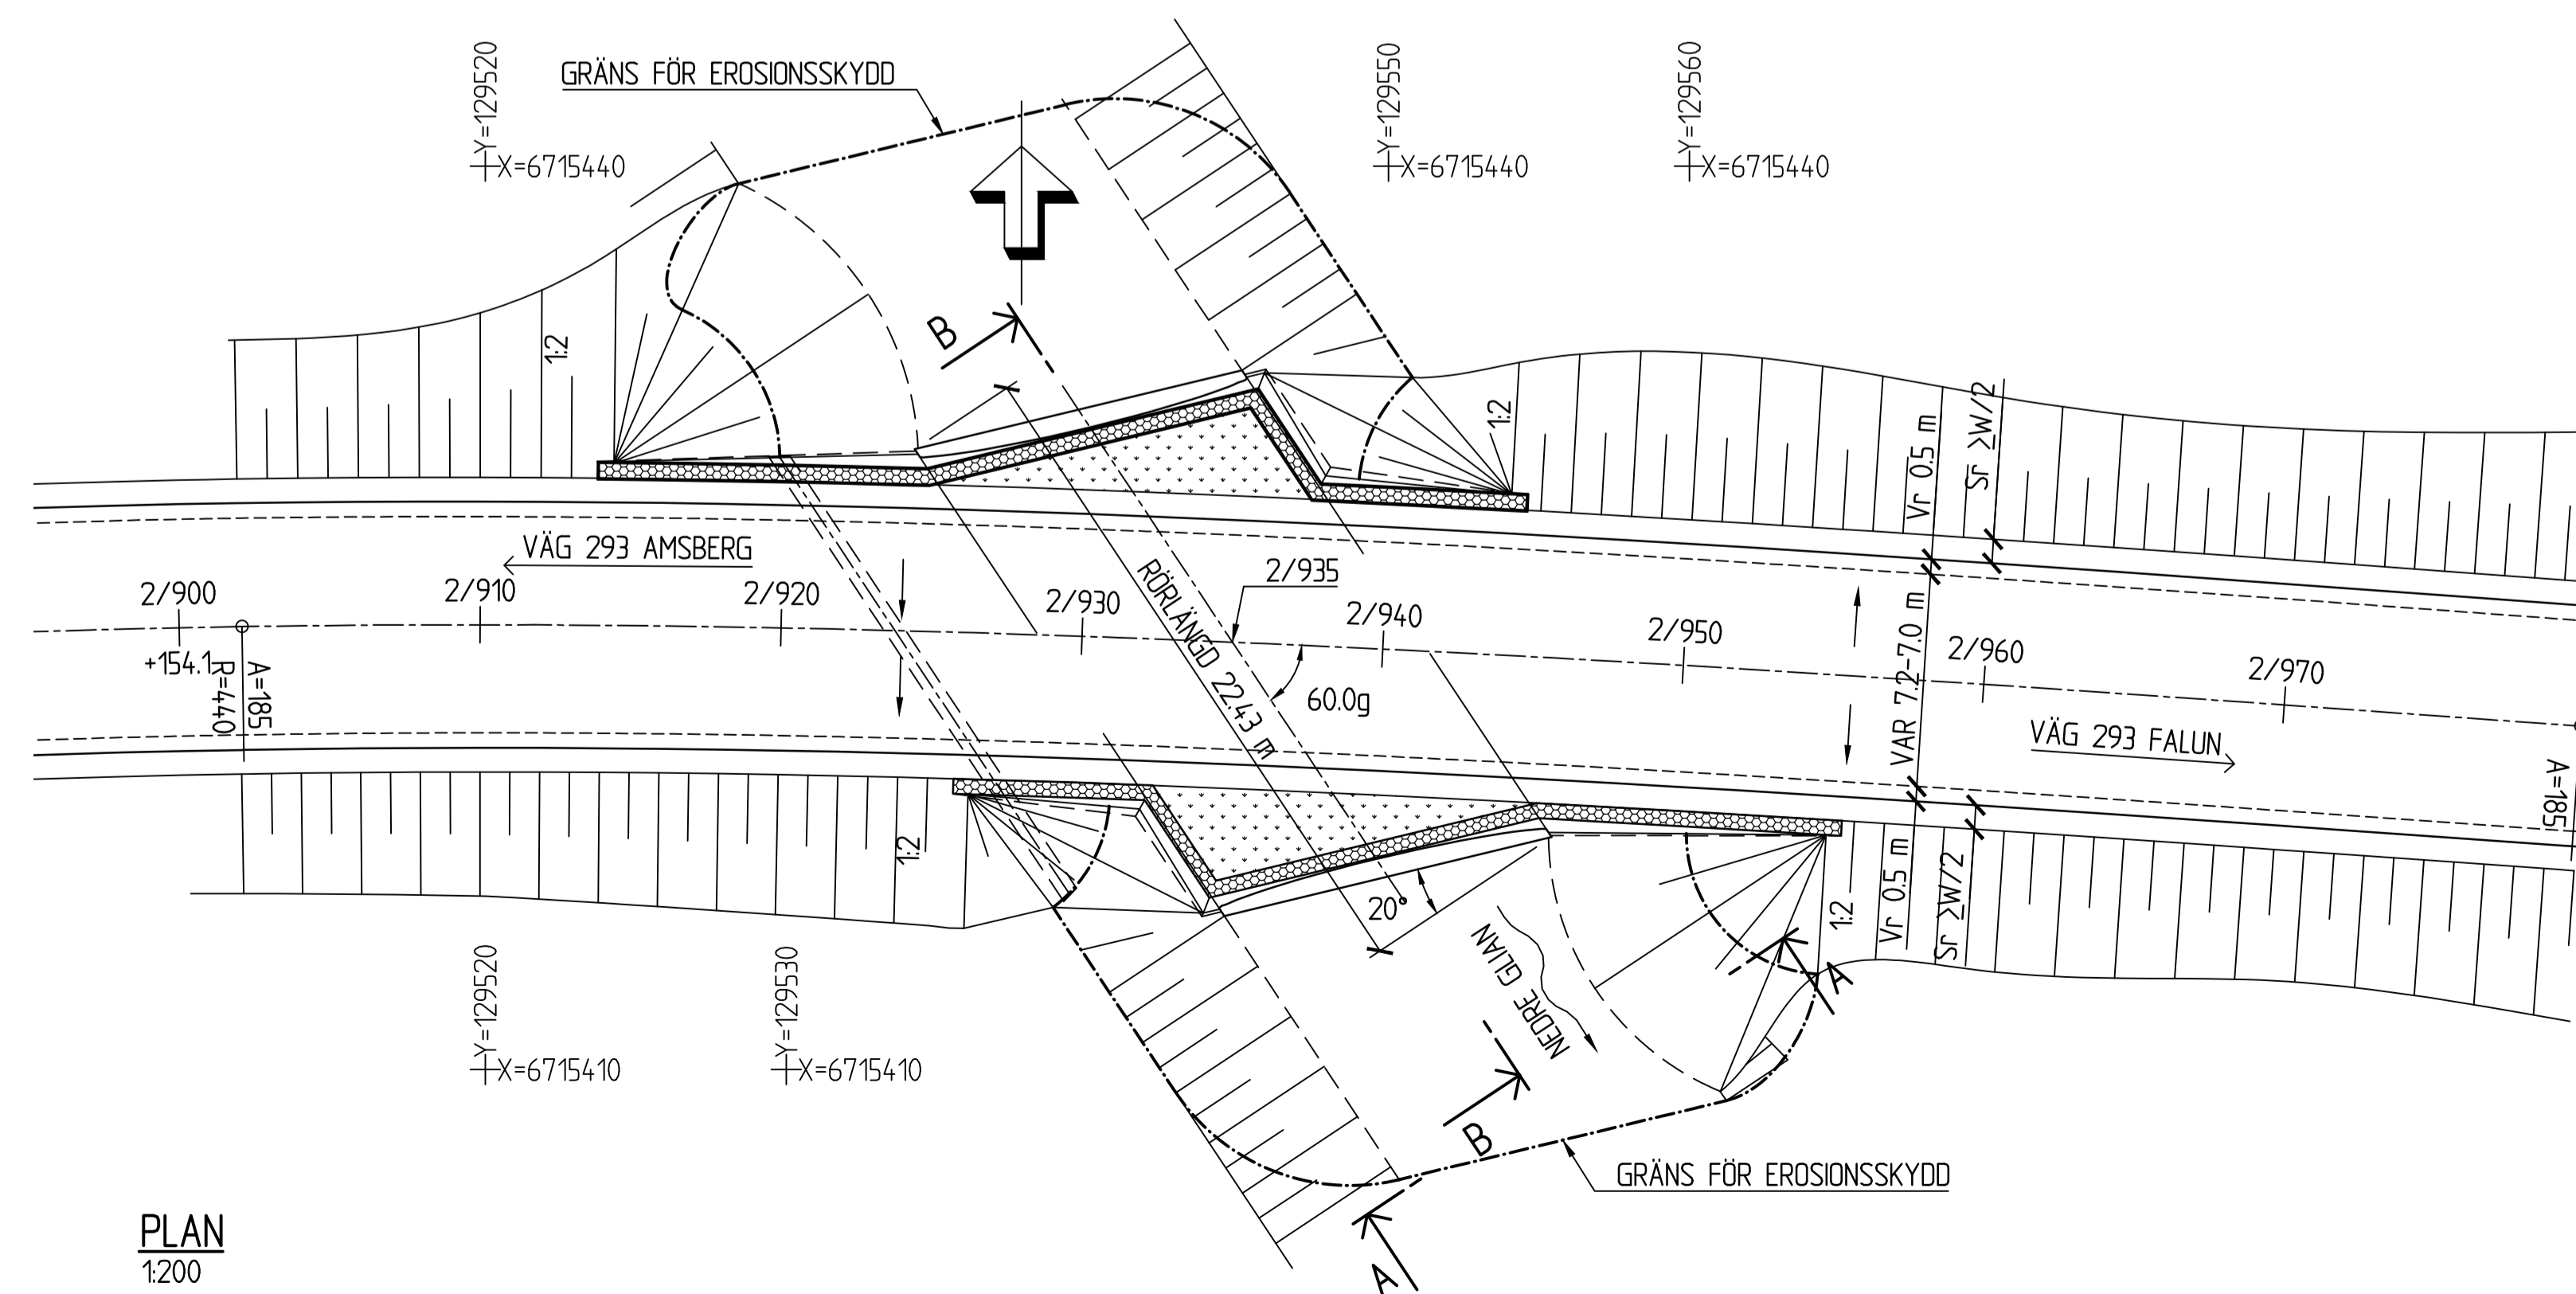 Y=129520
X=6715440
GRÄNS FÖR EROSIONSSKYDD
Y=129550
X=6715440
Y=129560
X=6715440
B
1:2
1:2
Vr 0.5 m
Sr ≥W/2
VÄG 293 AMSBERG
2/900
2/910
2/920
2/930
2/935
2/940
2/950
2/960
2/970
+154.1
R=440
A=185
RÖRLÄNGD 22.43 m
60.0g
VAR 7.2-7.0 m
VÄG 293 FALUN
A=185
1:2
20°
NEDRE GLIAN
1:2
Vr 0.5 m
Sr ≥W/2
A
Y=129520
X=6715410
Y=129530
X=6715410
B
GRÄNS FÖR EROSIONSSKYDD
A
PLAN
1:200